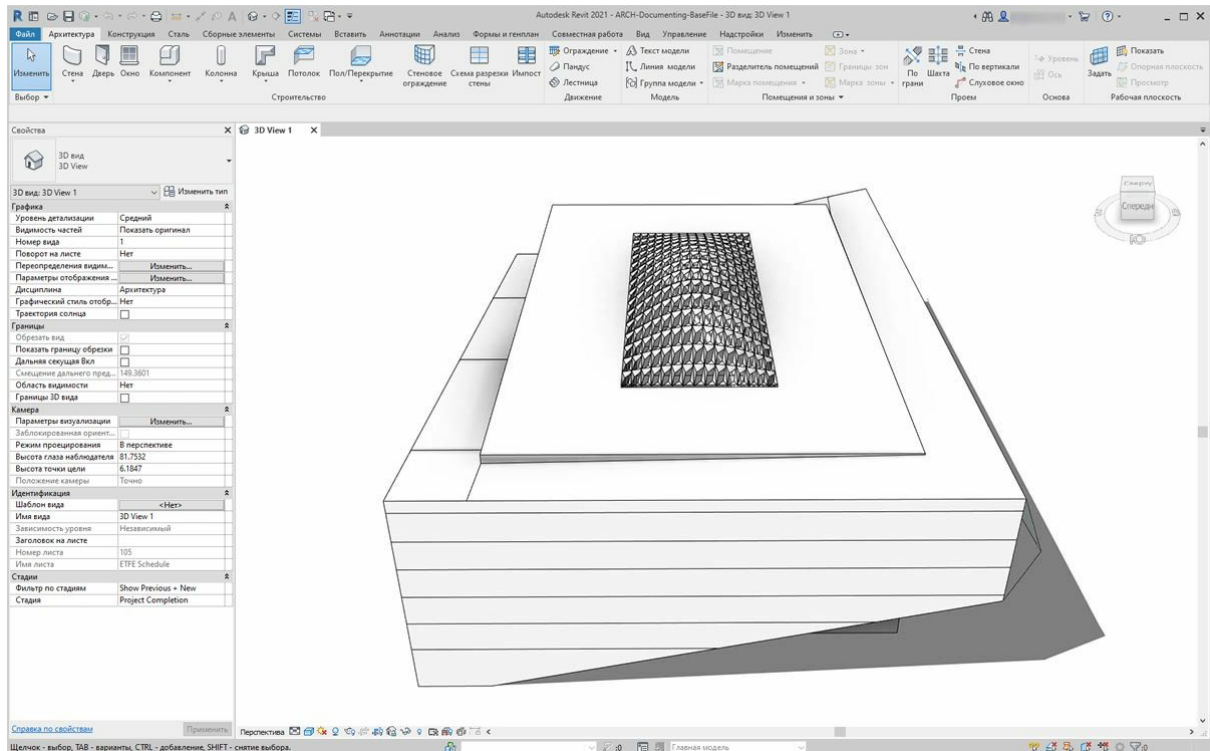 Autodesk Revit 2021 - ARCH-Documenting-BaseFile - 3D вид: 3D View 1
Файл Архитектура Конструкция Сталь Сборные элементы Системы Вставить Аннотации Анализ Формы и генплан Совместная работа Вид Управление Надстройки Изменить
Изменить Стена Дверь Окно Компонент Колонна Крыша Потолок Пол/Перекрытие Стеновое ограждение Схема разрезки стены Импост
Ограждение
Пандус
Лестница
Текст модели
Линия модели
Группа модели
Помещение
Разделитель помещений
Марка помещения
Зона
Границы зон
Марка зоны
По грани Шахта
Стена
По вертикали
Слуховое окно
Уровень
Ось
Задать
Показать
Опорная плоскость
Просмотр
Выбор Строительство Движение Модель Помещения и зоны Проем Основа Рабочая плоскость
Свойства
3D View 1
3D вид
3D View
3D вид: 3D View 1 Изменить тип
Графика
Уровень детализации Средний
Видимость частей Показать оригинал
Номер вида 1
Поворот на листе Нет
Переопределения видим... Изменить...
Параметры отображения ... Изменить...
Дисциплина Архитектура
Графический стиль отобр... Нет
Траектория солнца
Границы
Обрезать вид
Показать границу обрезки
Дальняя секущая Вкл
Смещение дальнего пред... 149.3601
Область видимости Нет
Границы 3D вида
Камера
Параметры визуализации Изменить...
Заблокированная ориент...
Режим проецирования В перспективе
Высота глаза наблюдателя 81.7532
Высота точки цели 6.1847
Положение камеры Точно
Идентификация
Шаблон вида <Нет>
Имя вида 3D View 1
Зависимость уровня Независимый
Заголовок на листе
Номер листа 105
Имя листа ETFE Schedule
Стадии
Фильтр по стадиям Show Previous + New
Стадия Project Completion
Сверху
Спереди
Ю
Справка по свойствам Применить
Перспектива
Щелчок - выбор, TAB - варианты, CTRL - добавление, SHIFT - снятие выбора.
:0
Главная модель
:0